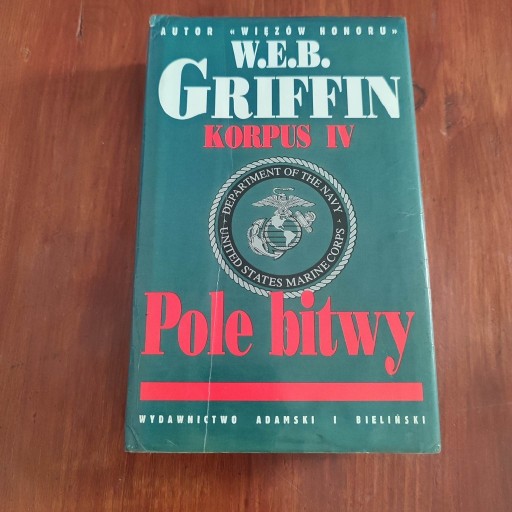 AUTOR «WIĘZÓW HONORU»
W.E.B.
GRIFFIN
KORPUS IV
DEPARTMENT OF THE NAVY
UNITED STATES MARINE CORPS
Pole bitwy
WYDAWNICTWO ADAMSKI I BIELIŃSKI